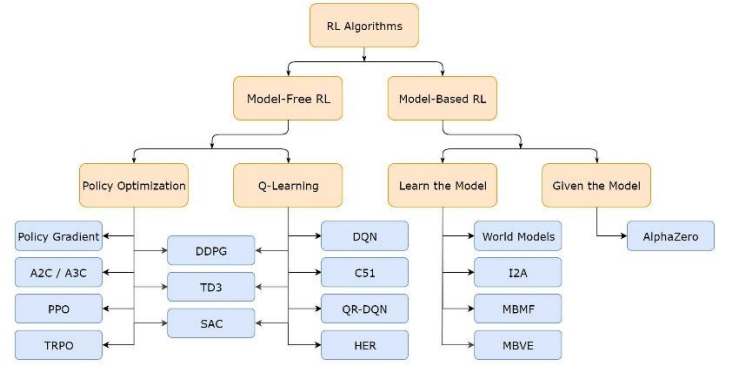 RL Algorithms
Model-Free RL
Model-Based RL
Policy Optimization
Q-Learning
Learn the Model
Given the Model
Policy Gradient
DDPG
DQN
World Models
AlphaZero
A2C / A3C
TD3
C51
I2A
PPO
SAC
QR-DQN
MBMF
TRPO
HER
MBVE